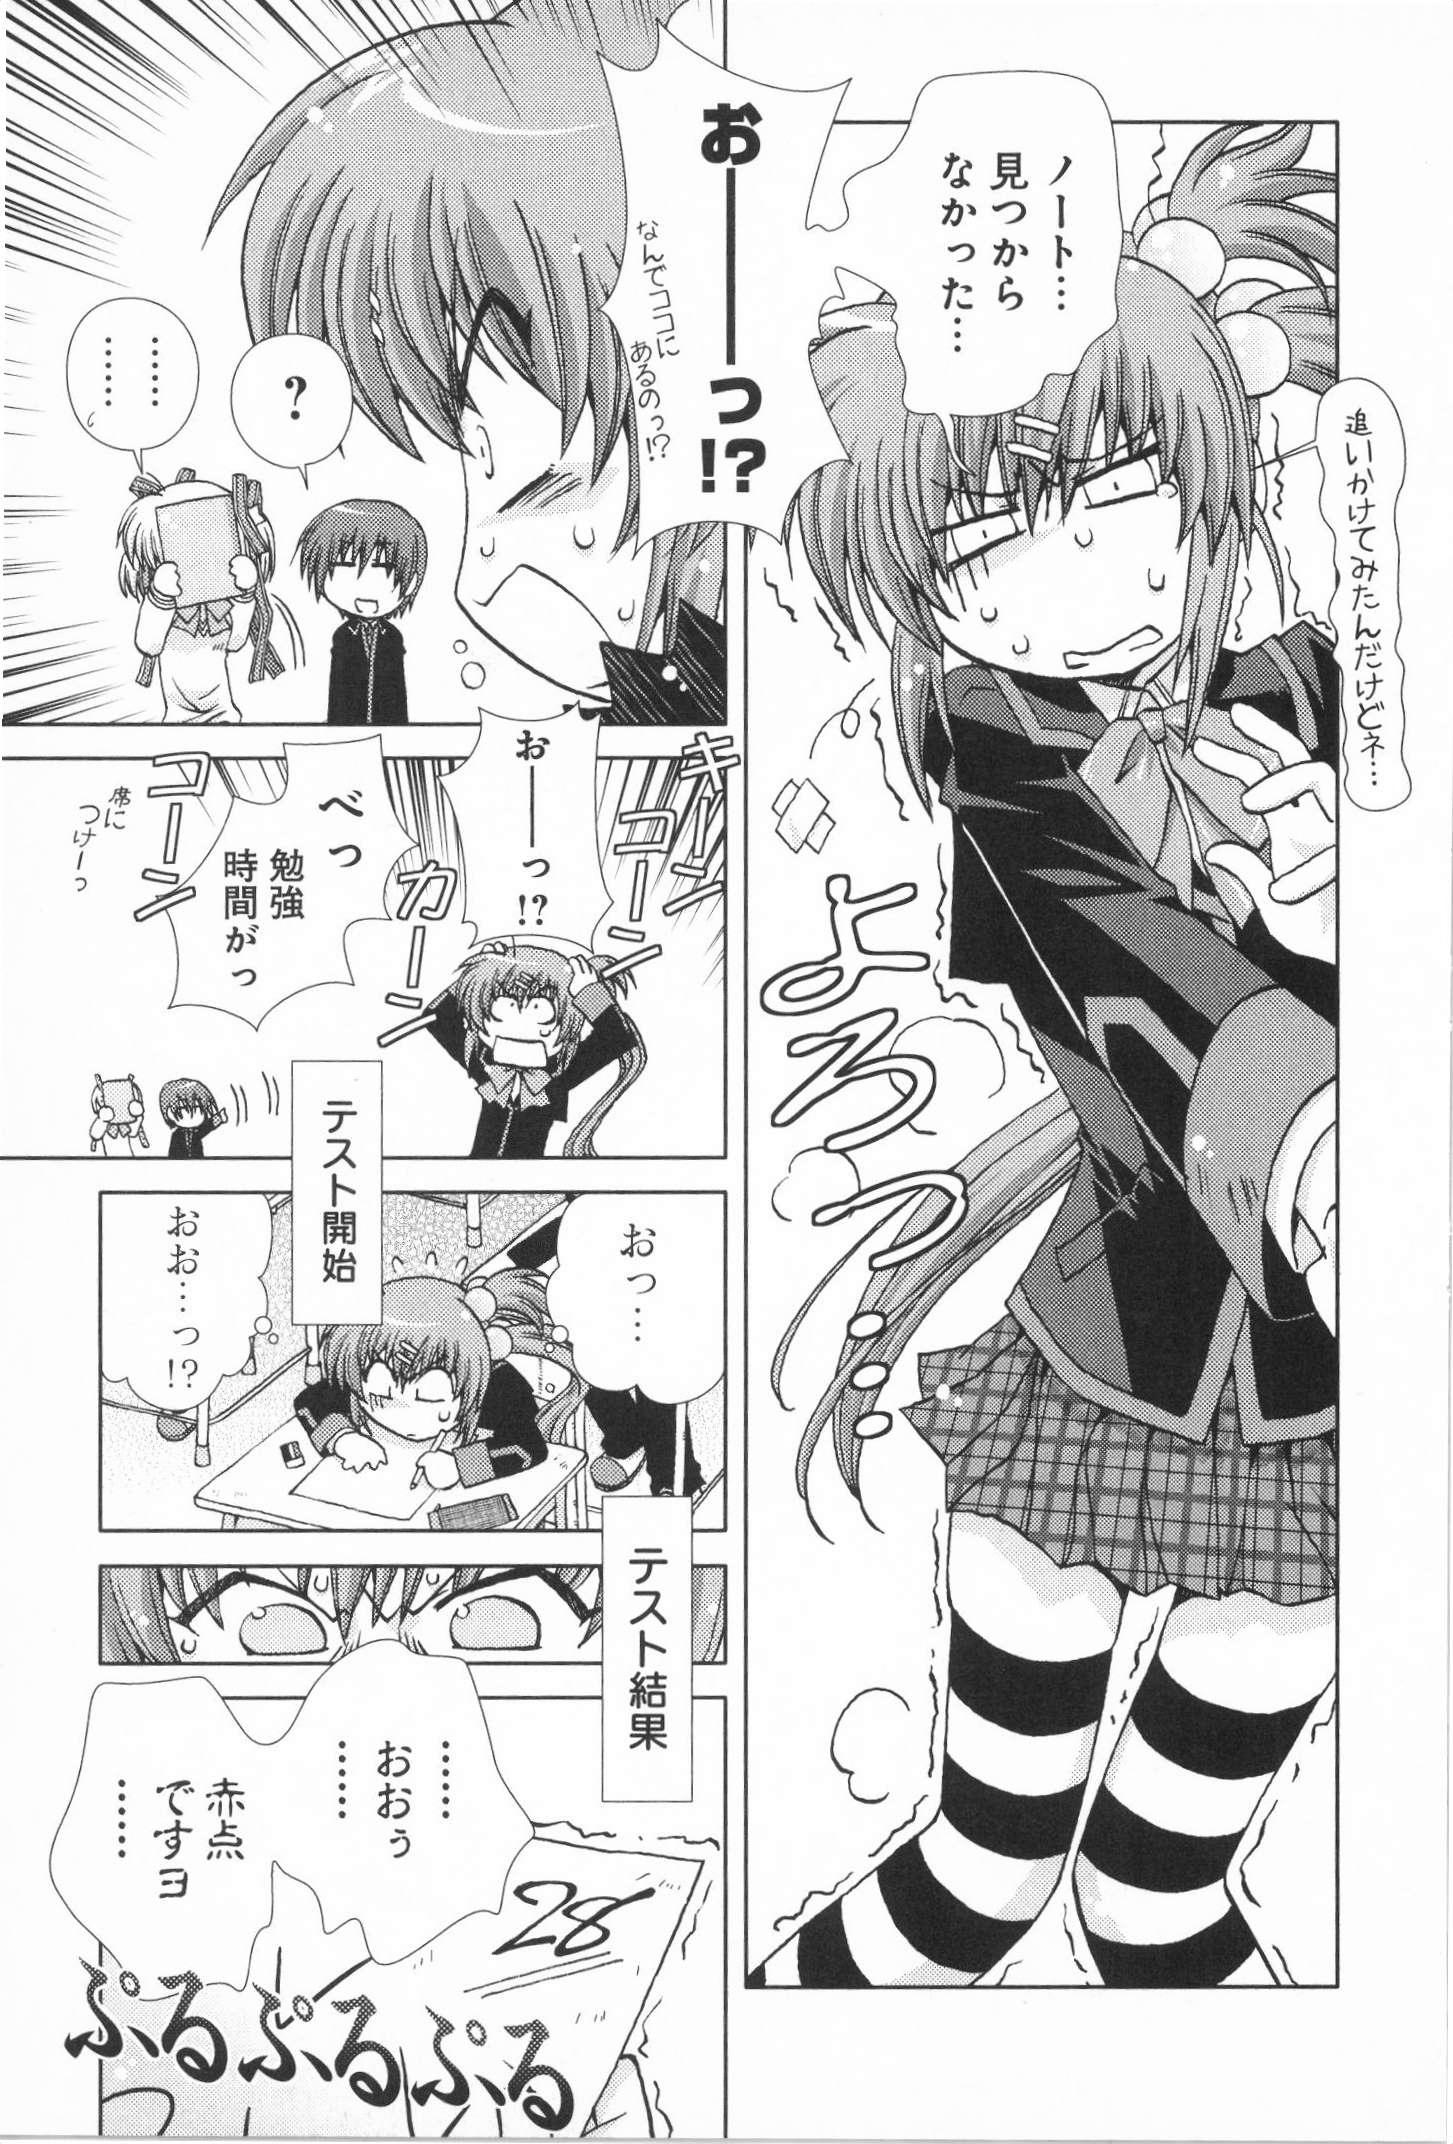 ノート…
見つから
なかった…
追いかけてみたんだけどネ…
よろっ…
おーーっ!?
なんでココに
あるのっ!?
？
……
……
キーンコーン
カーンコーン
おーーっ!?
べっ
勉強
時間がっ
席に
つけーっ
テスト開始
おっ…
おお…っ!?
テスト結果
……
おおぅ
……
赤点
ですヨ
……
28
ぷるぷるぷる